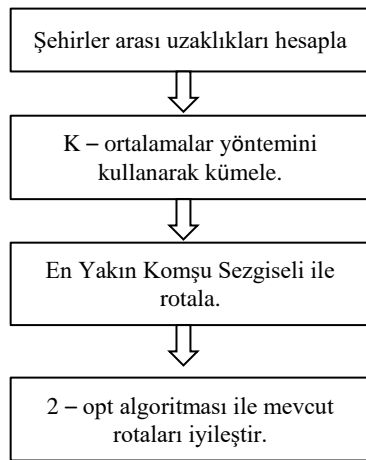 Şehirler arası uzaklıkları hesapla
K – ortalamalar yöntemini
kullanarak kümele.
En Yakın Komşu Sezgiseli ile
rotala.
2 – opt algoritması ile mevcut
rotaları iyileştir.